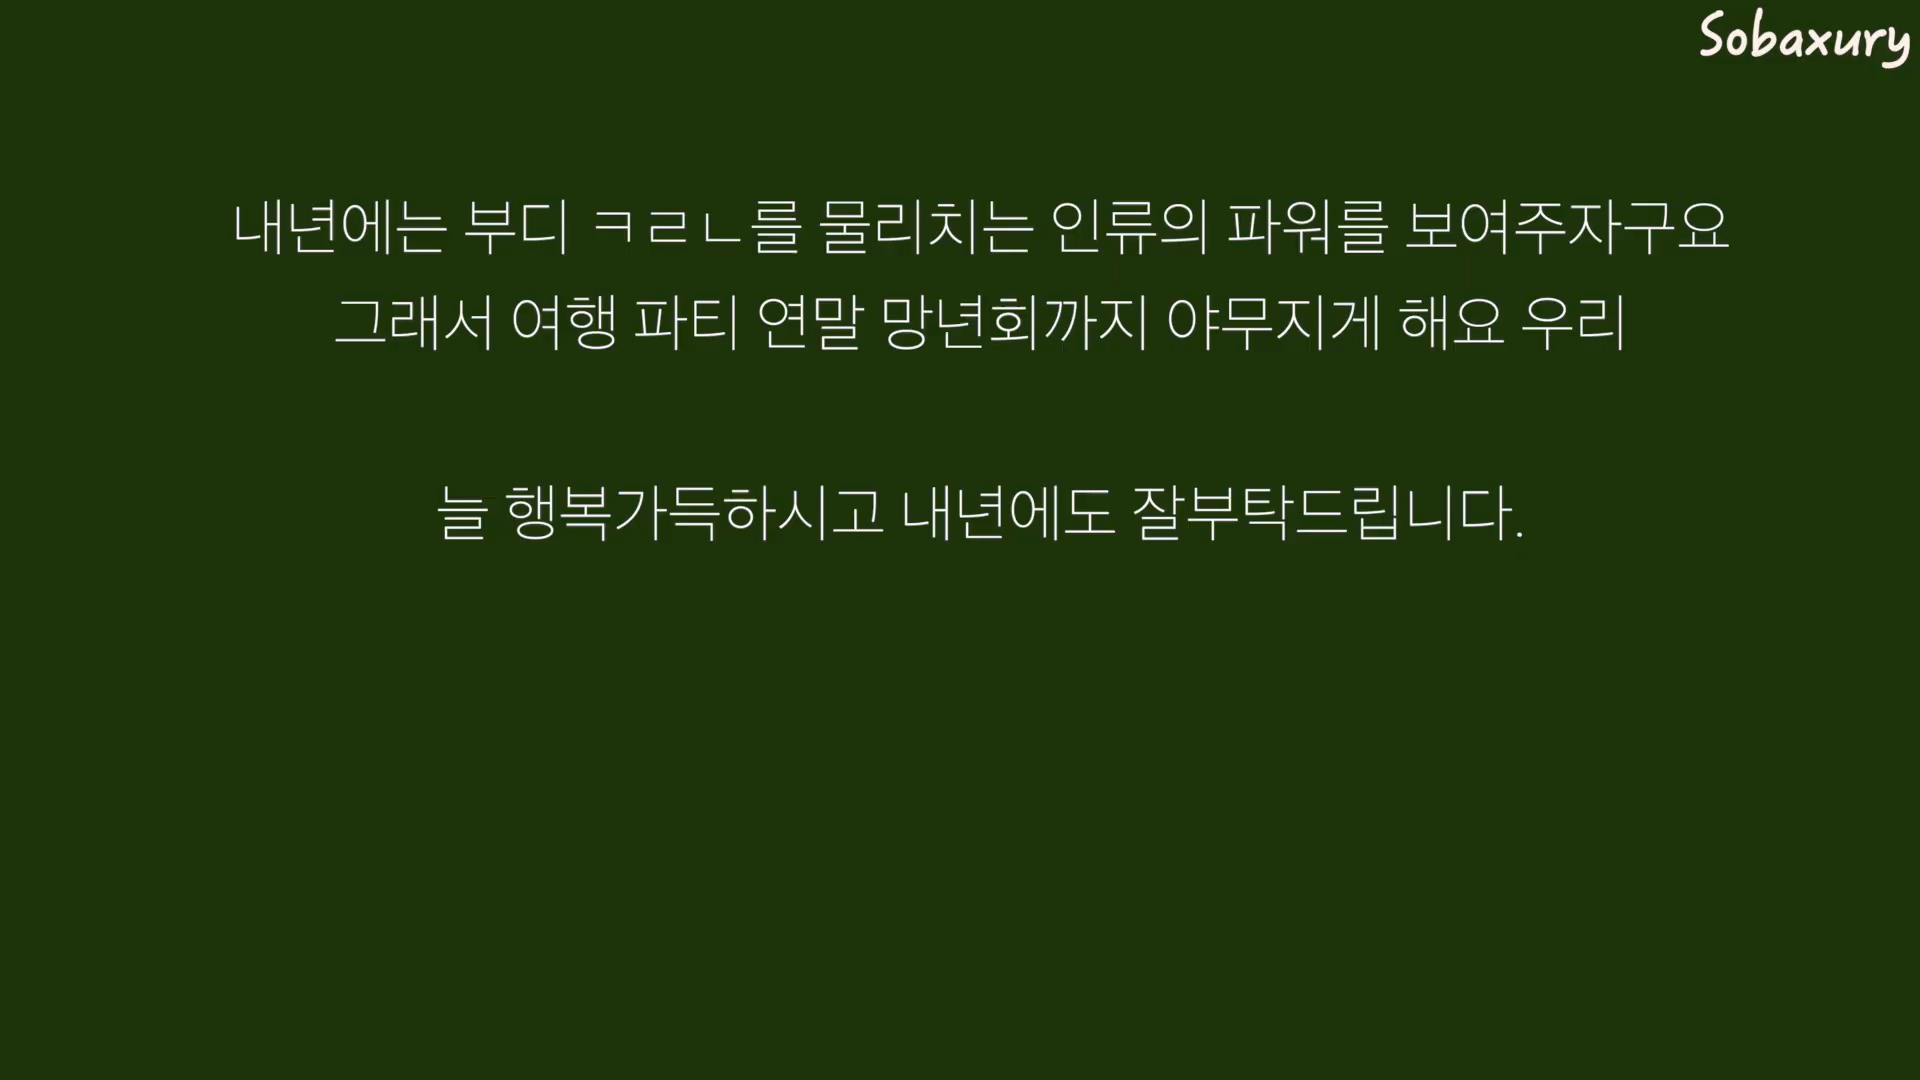 Sobaxury
내년에는 부디 ㅋㄹㄴ를 물리치는 인류의 파워를 보여주자구요
그래서 여행 파티 연말 망년회까지 야무지게 해요 우리
늘 행복가득하시고 내년에도 잘부탁드립니다.